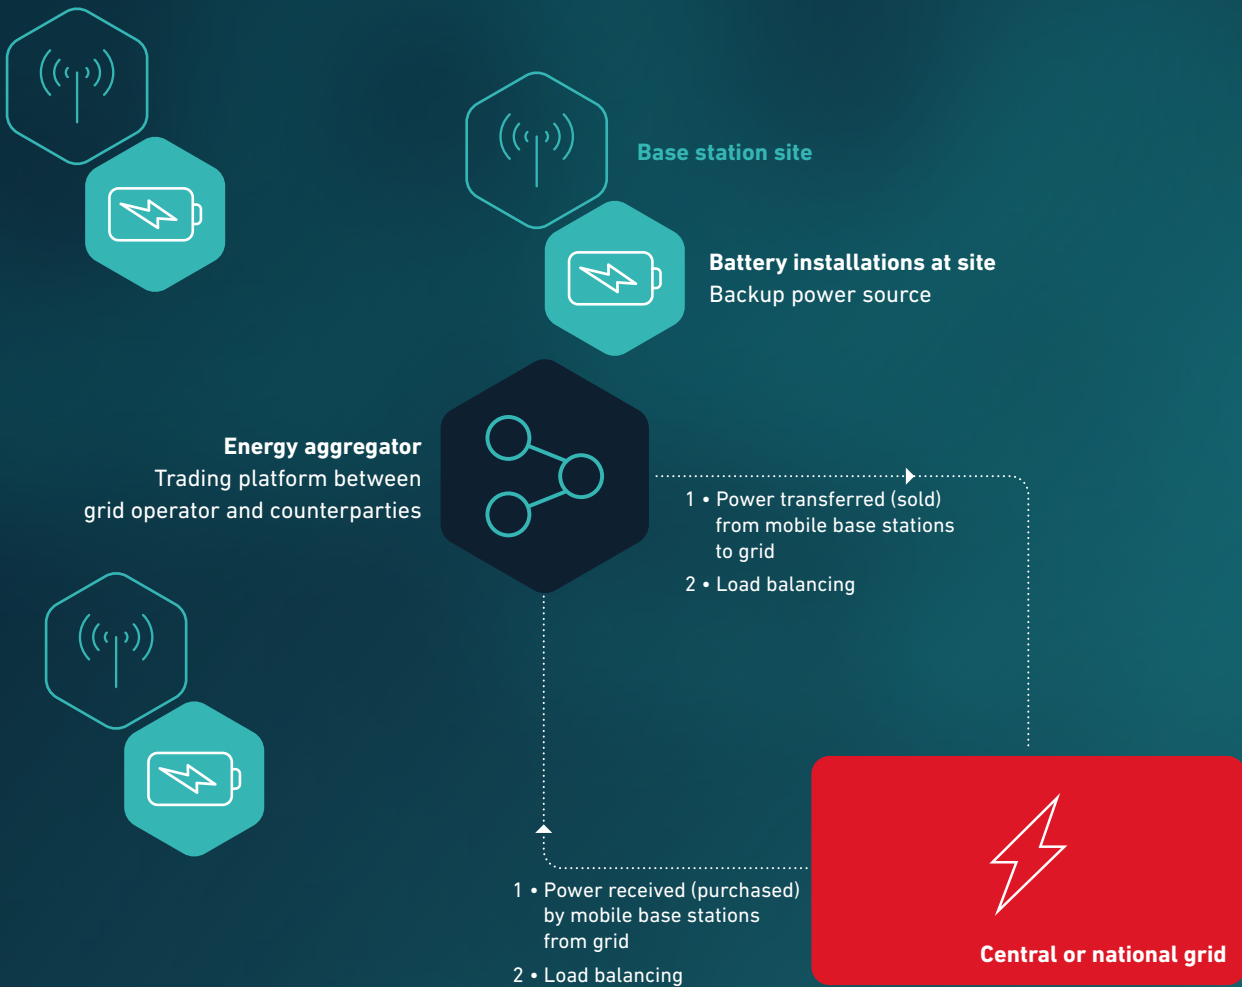 Base station site
Battery installations at site
Backup power source
Energy aggregator
Trading platform between
grid operator and counterparties
1 • Power transferred (sold)
from mobile base stations
to grid
2 • Load balancing
1 • Power received (purchased)
by mobile base stations
from grid
2 • Load balancing
Central or national grid